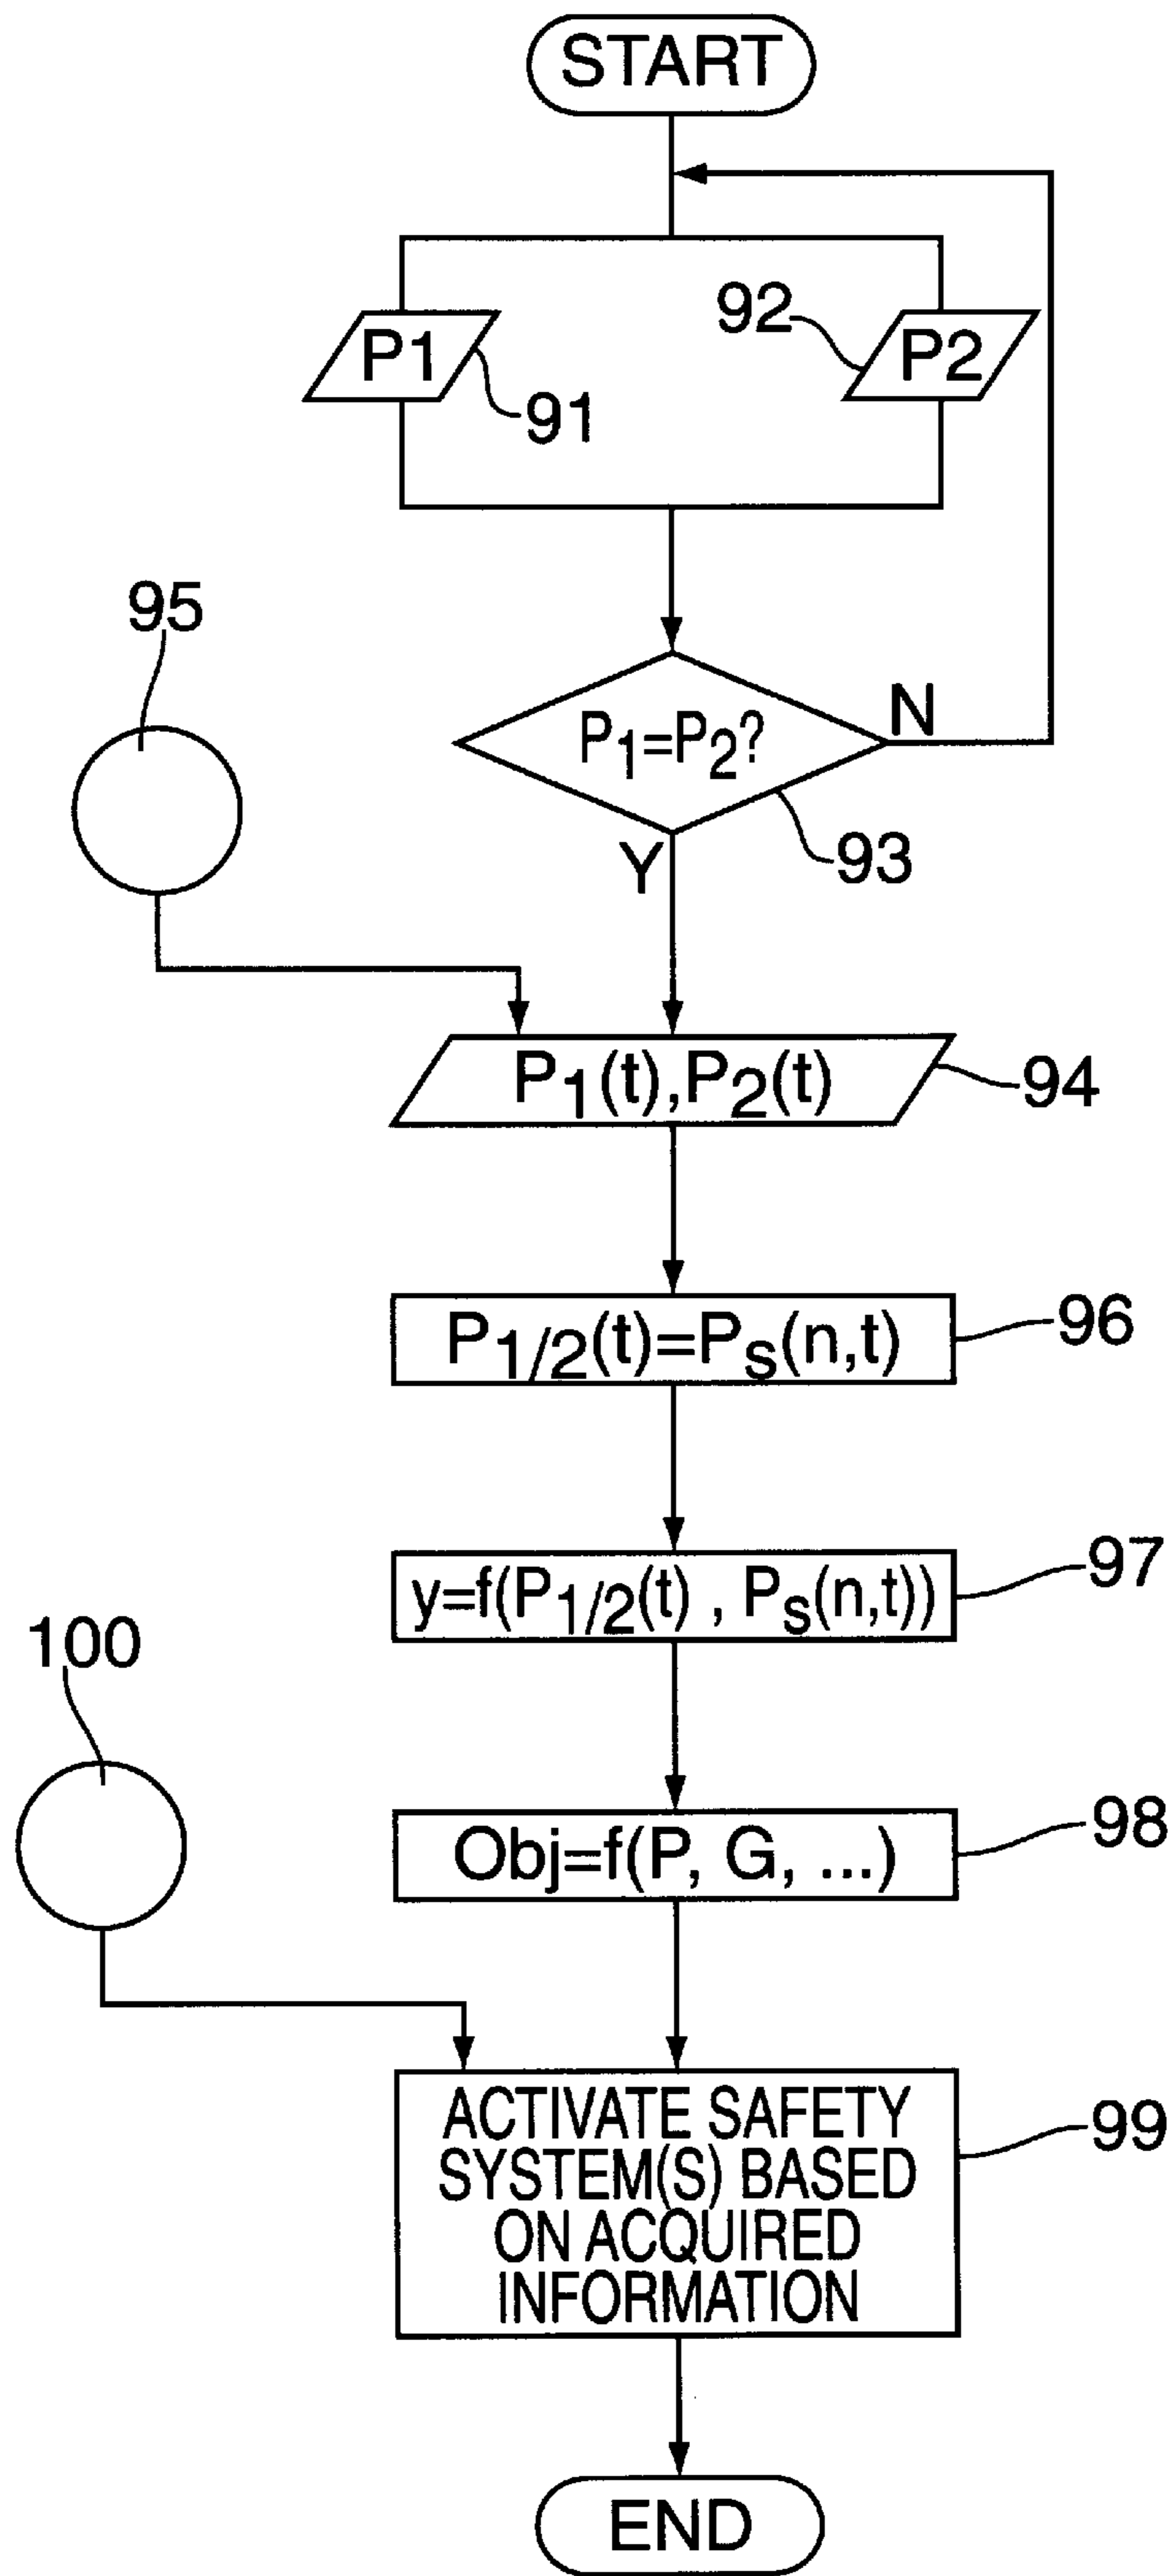 START
P1
91
92
P2
95
P₁=P₂?
N
93
Y
P₁(t),P₂(t)
94
P₁/₂(t)=Pₛ(n,t)
96
y=f(P₁/₂(t) , Pₛ(n,t))
97
100
Obj=f(P, G, ...)
98
ACTIVATE SAFETY
SYSTEM(S) BASED
ON ACQUIRED
INFORMATION
99
END